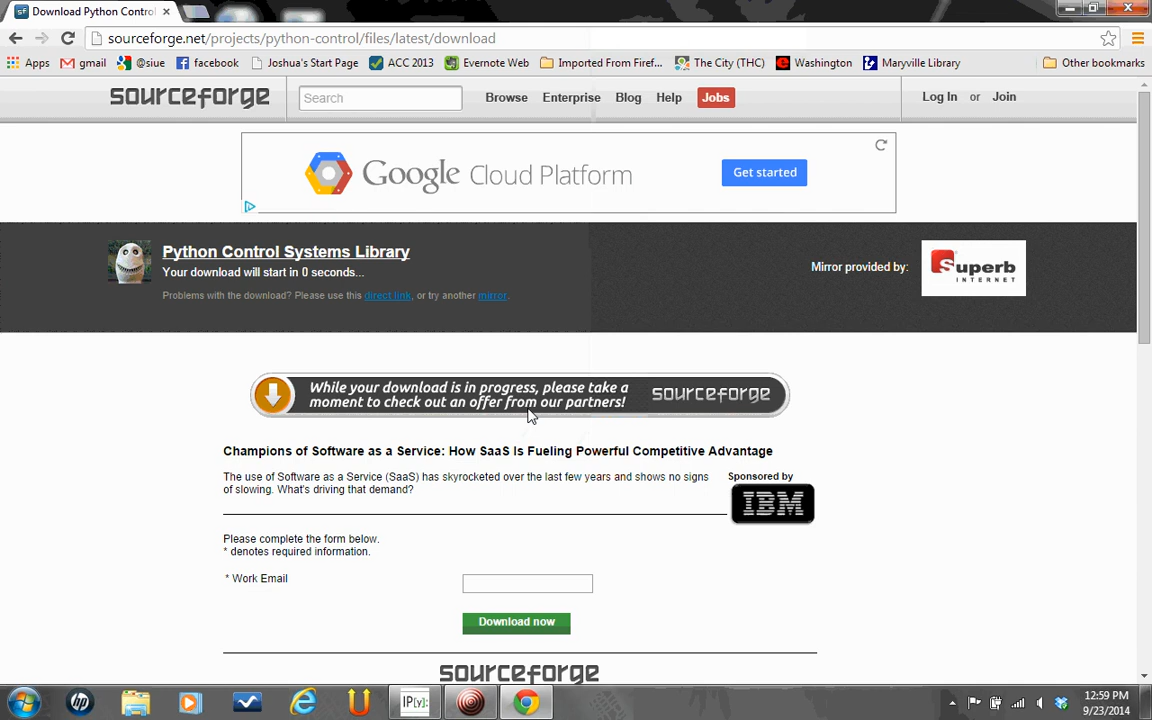 Download Python Control
sourceforge.net/projects/python-control/files/latest/download
Apps gmail @siue facebook Joshua's Start Page ACC 2013 Evernote Web Imported From Firef... The City (THC) Washington Maryville Library Other bookmarks
sourceforge Search Browse Enterprise Blog Help Jobs Log In or Join
Google Cloud Platform Get started
Python Control Systems Library
Your download will start in 0 seconds...
Problems with the download? Please use this direct link, or try another mirror.
Mirror provided by:
Superb
INTERNET
While your download is in progress, please take a
moment to check out an offer from our partners!
sourceforge
Champions of Software as a Service: How SaaS Is Fueling Powerful Competitive Advantage
The use of Software as a Service (SaaS) has skyrocketed over the last few years and shows no signs
of slowing. What's driving that demand?
Sponsored by
IBM
Please complete the form below.
* denotes required information.
* Work Email
Download now
sourceforge
hp
IP[y]:
12:59 PM
9/23/2014